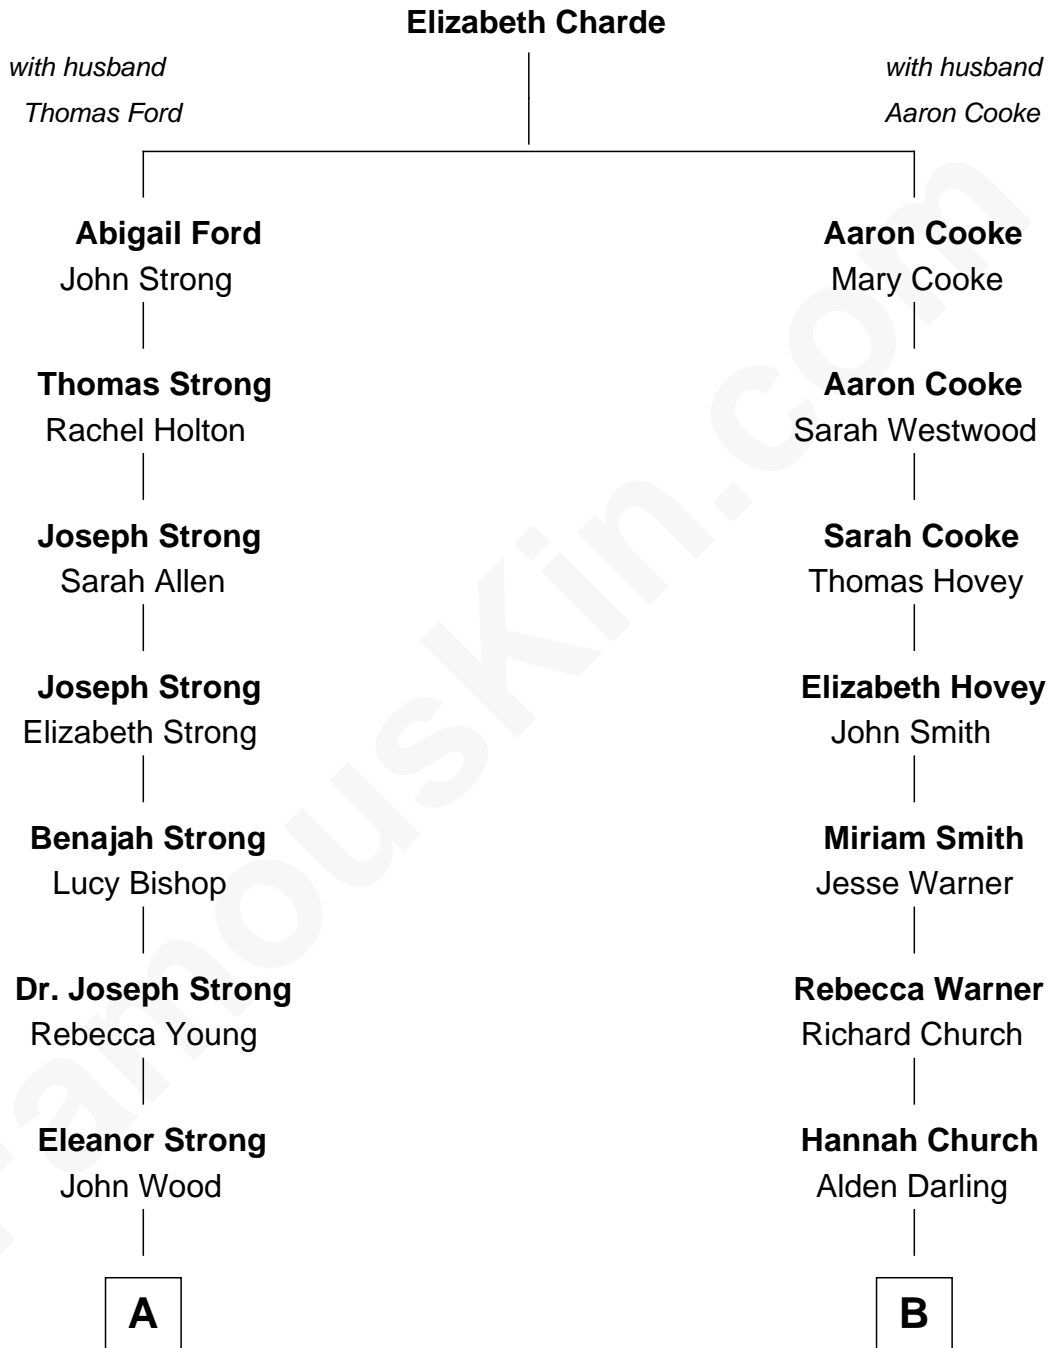 Elizabeth Charde
with husband
Thomas Ford
with husband
Aaron Cooke
Abigail Ford
John Strong
Aaron Cooke
Mary Cooke
Thomas Strong
Rachel Holton
Aaron Cooke
Sarah Westwood
Joseph Strong
Sarah Allen
Sarah Cooke
Thomas Hovey
Joseph Strong
Elizabeth Strong
Elizabeth Hovey
John Smith
Benajah Strong
Lucy Bishop
Miriam Smith
Jesse Warner
Dr. Joseph Strong
Rebecca Young
Rebecca Warner
Richard Church
Eleanor Strong
John Wood
Hannah Church
Alden Darling
A
B
FamousKin.com